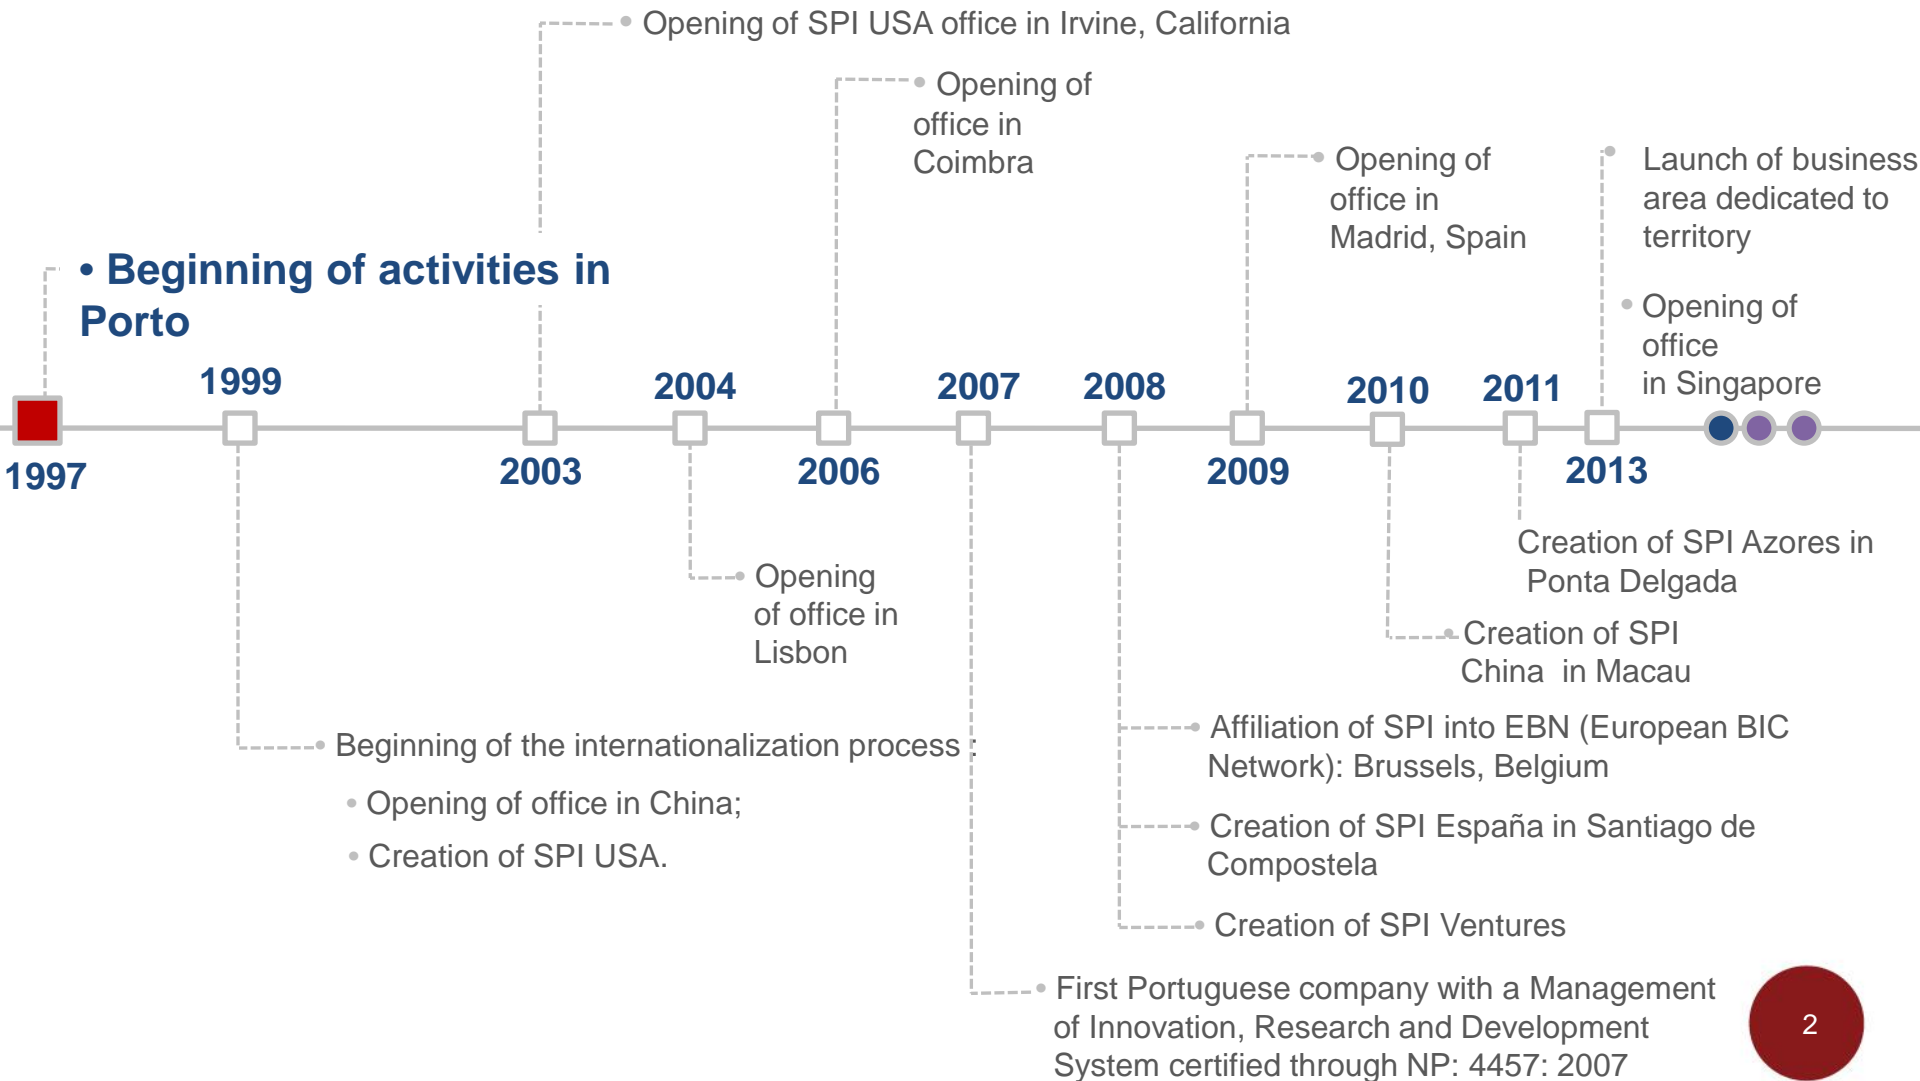 • Opening of SPI USA office in Irvine, California
• Opening of
office in
Coimbra
• Opening of
office in
Madrid, Spain
• Launch of business
area dedicated to
territory
• Beginning of activities in
Porto
• Opening of
office
in Singapore
1999
2004
2007
2008
2010
2011
1997
2003
2006
2009
2013
Creation of SPI Azores in
Ponta Delgada
• Opening
of office in
Lisbon
• Creation of SPI
China in Macau
• Beginning of the internationalization process :
• Opening of office in China;
• Creation of SPI USA.
• Affiliation of SPI into EBN (European BIC
Network): Brussels, Belgium
• Creation of SPI España in Santiago de
Compostela
• Creation of SPI Ventures
• First Portuguese company with a Management
of Innovation, Research and Development
System certified through NP: 4457: 2007
2